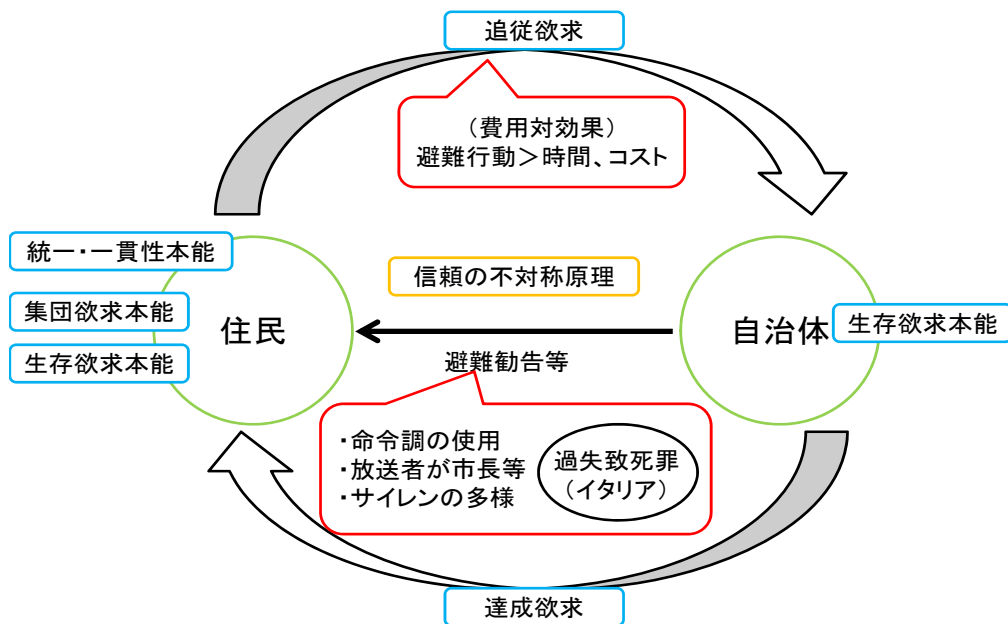 追従欲求
（費用対効果）
避難行動＞時間、コスト
統一・一貫性本能
集団欲求本能
生存欲求本能
住民
信頼の不対称原理
避難勧告等
自治体
生存欲求本能
・命令調の使用
・放送者が市長等
・サイレンの多様
過失致死罪
（イタリア）
達成欲求